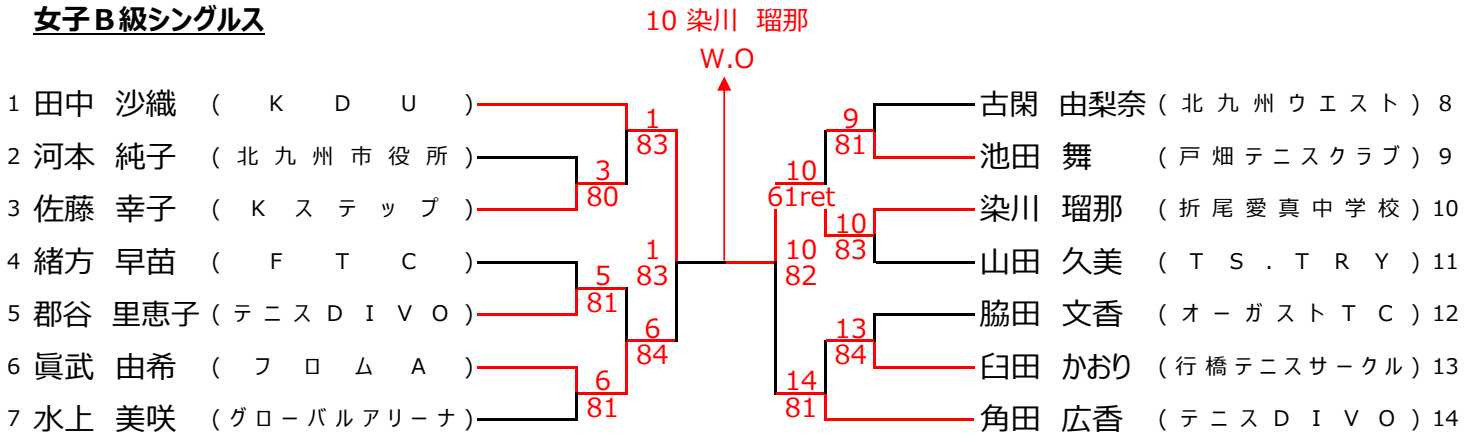 女子B級シングルス
10 染川 瑠那
W.O
1 田中 沙織 ( K D U )
2 河本 純子 ( 北九州市役所 )
3 佐藤 幸子 ( Kステップ )
4 緒方 早苗 ( F T C )
5 郡谷 里恵子 ( テニスDIVO )
6 眞武 由希 ( フロムA )
7 水上 美咲 ( グローバルアリーナ )
1
83
3
80
1
83
5
81
6
84
6
81
9
81
10
61ret
10
83
10
82
13
84
14
81
古閑 由梨奈 ( 北九州ウエスト ) 8
池田 舞 ( 戸畑テニスクラブ ) 9
染川 瑠那 ( 折尾愛真中学校 ) 10
山田 久美 ( TS.TRY ) 11
脇田 文香 ( オーガストTC ) 12
臼田 かおり ( 行橋テニスサークル ) 13
角田 広香 ( テニスDIVO ) 14